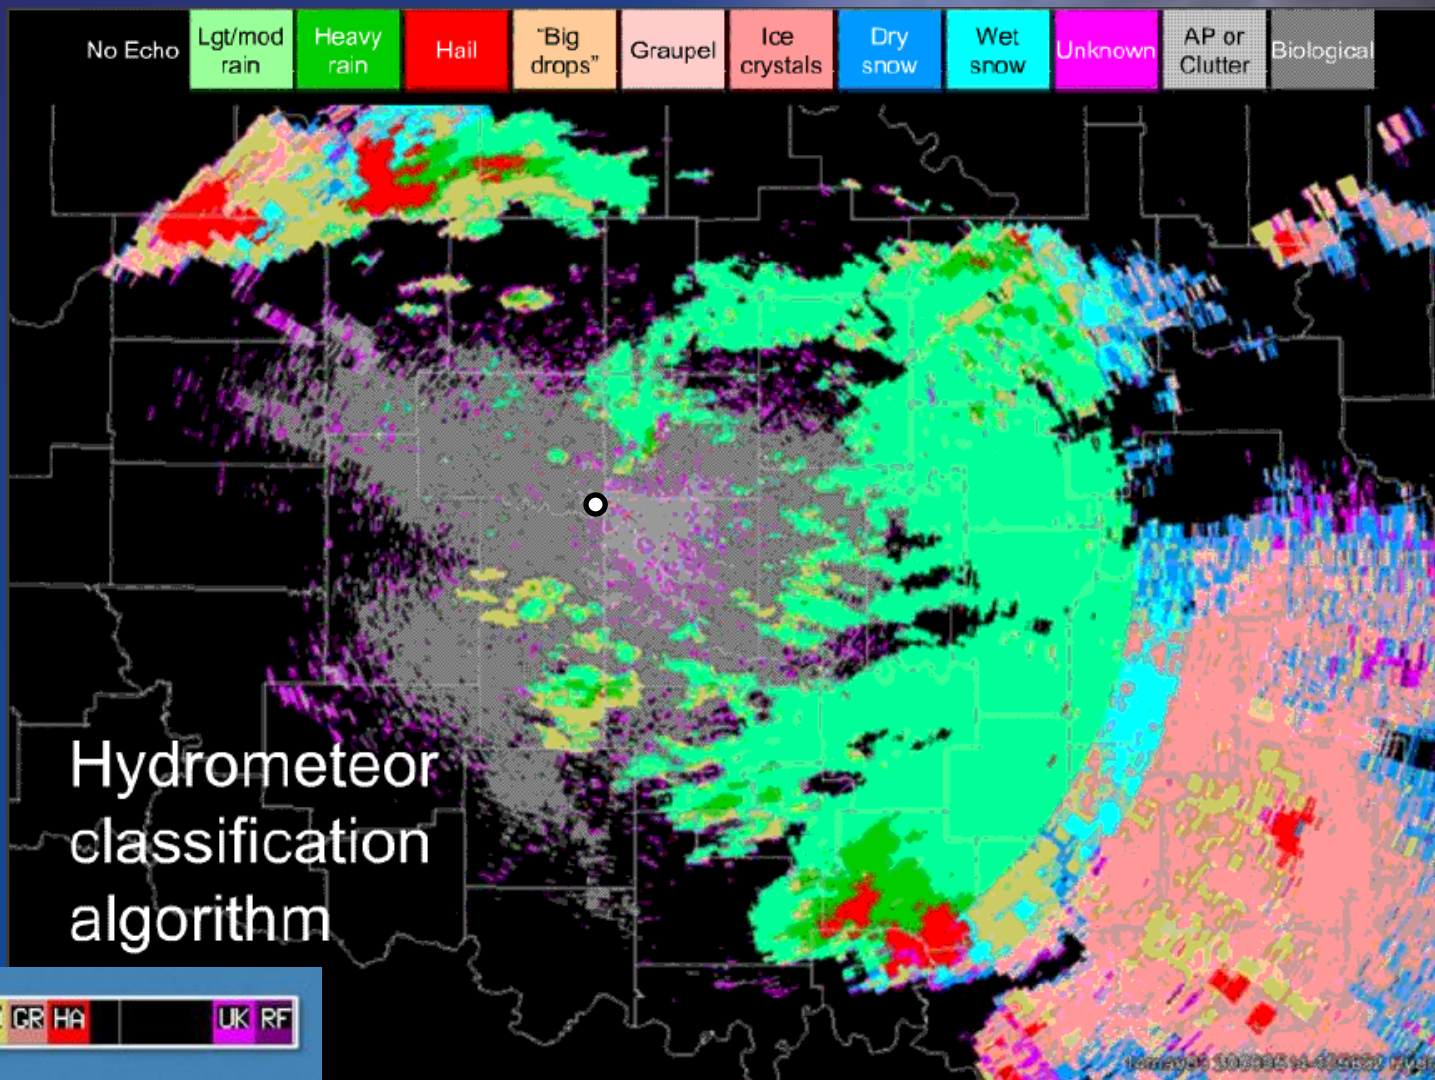 No Echo
Lgt/mod
rain
Heavy
rain
Hail
“Big
drops”
Graupel
Ice
crystals
Dry
snow
Wet
snow
Unknown
AP or
Clutter
Biological
Hydrometeor
classification
algorithm
GR HA UK RF